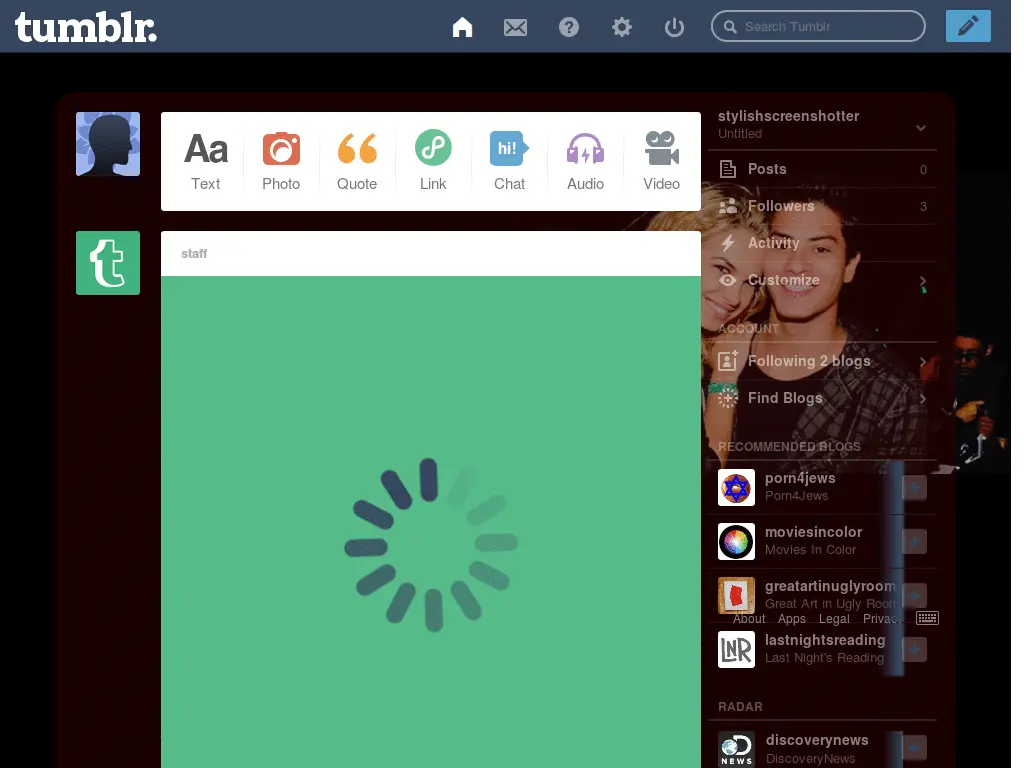 tumblr.
Search Tumblr
Aa
hi!
Text
Photo
Quote
Link
Chat
Audio
Video
staff
stylishscreenshotter
Untitled
Posts 0
Followers 3
Activity
Customize
ACCOUNT
Following 2 blogs
Find Blogs
RECOMMENDED BLOGS
porn4jews
Porn4Jews
moviesincolor
Movies In Color
greatartinuglyroom
Great Art in Ugly Room
About Apps Legal Privac
LNR
lastnightsreading
Last Night's Reading
RADAR
NEWS
discoverynews
DiscoveryNews